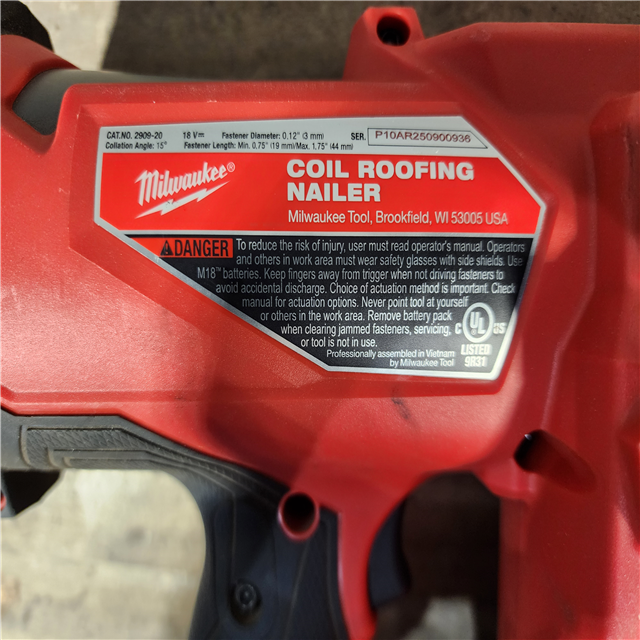 CAT.NO. 2909-20 18 V⎓ Fastener Diameter: 0.12" (3 mm) SER. P10AR250900936
Collation Angle: 15° Fastener Length: Min. 0.75" (19 mm)/Max. 1.75" (44 mm)
Milwaukee®
COIL ROOFING
NAILER
Milwaukee Tool, Brookfield, WI 53005 USA
DANGER To reduce the risk of injury, user must read operator's manual. Operators
and others in work area must wear safety glasses with side shields. Use
M18™ batteries. Keep fingers away from trigger when not driving fasteners to
avoid accidental discharge. Choice of actuation method is important. Check
manual for actuation options. Never point tool at yourself
or others in the work area. Remove battery pack
when clearing jammed fasteners, servicing,
or tool is not in use.
C UL US
LISTED
9B31
Professionally assembled in Vietnam
by Milwaukee Tool